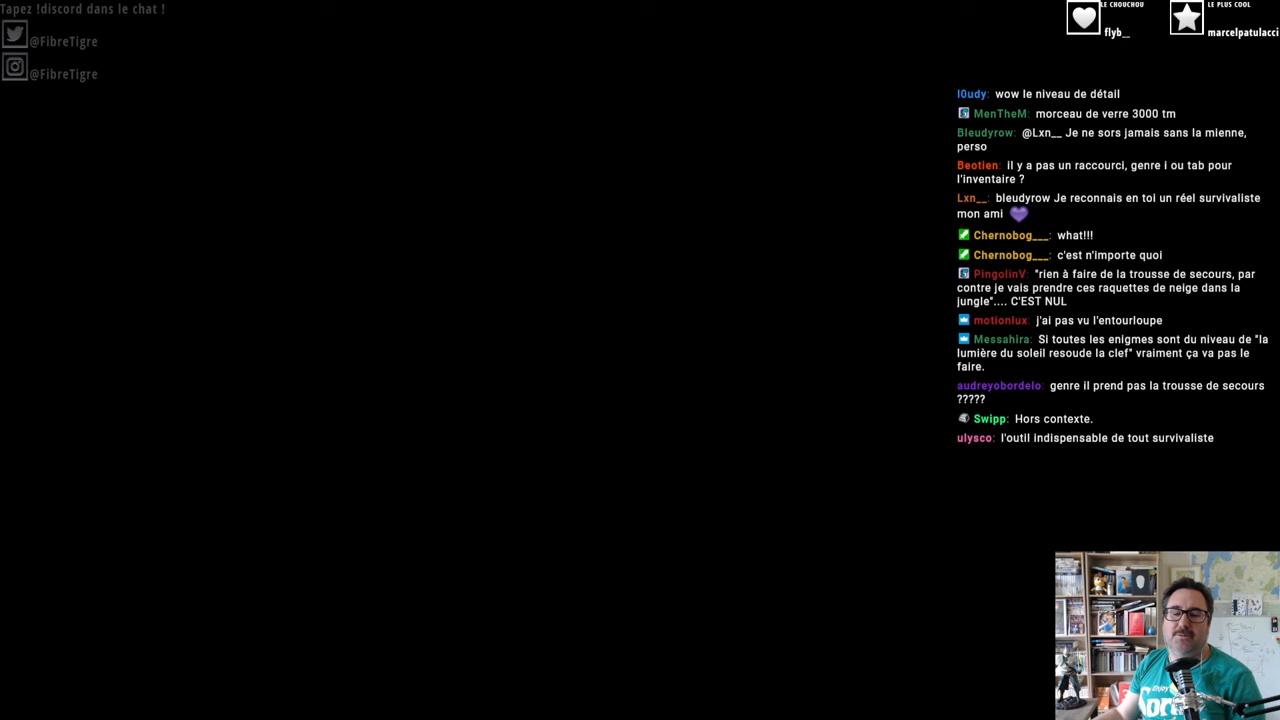 Tapez !discord dans le chat !
@FibreTigre
@FibreTigre
LE CHOUCHOU
flyb__
LE PLUS COOL
marcelpatulacci
l0udy: wow le niveau de détail
MenTheM: morceau de verre 3000 tm
Bleudyrow: @Lxn__ Je ne sors jamais sans la mienne,
perso
Beotien: il y a pas un raccourci, genre i ou tab pour
l'inventaire ?
Lxn__: bleudyrow Je reconnais en toi un réel survivaliste
mon ami
Chernobog___: what!!!
Chernobog___: c'est n'importe quoi
PingolinV: "rien à faire de la trousse de secours, par
contre je vais prendre ces raquettes de neige dans la
jungle".... C'EST NUL
motionlux: j'ai pas vu l'entourloupe
Messahira: Si toutes les enigmes sont du niveau de "la
lumière du soleil resoude la clef" vraiment ça va pas le
faire.
audreyobordelo: genre il prend pas la trousse de secours
?????
Swipp: Hors contexte.
ulysco: l'outil indispensable de tout survivaliste
Enjoy